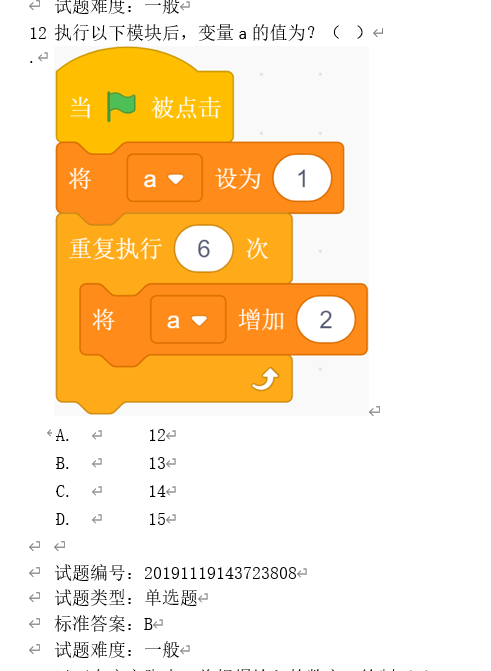 试题难度：一般
12 执行以下模块后，变量a的值为？（ ）
.
当 被点击
将 a 设为 1
重复执行 6 次
将 a 增加 2
A. 12
B. 13
C. 14
D. 15
试题编号：20191119143723808
试题类型：单选题
标准答案：B
试题难度：一般